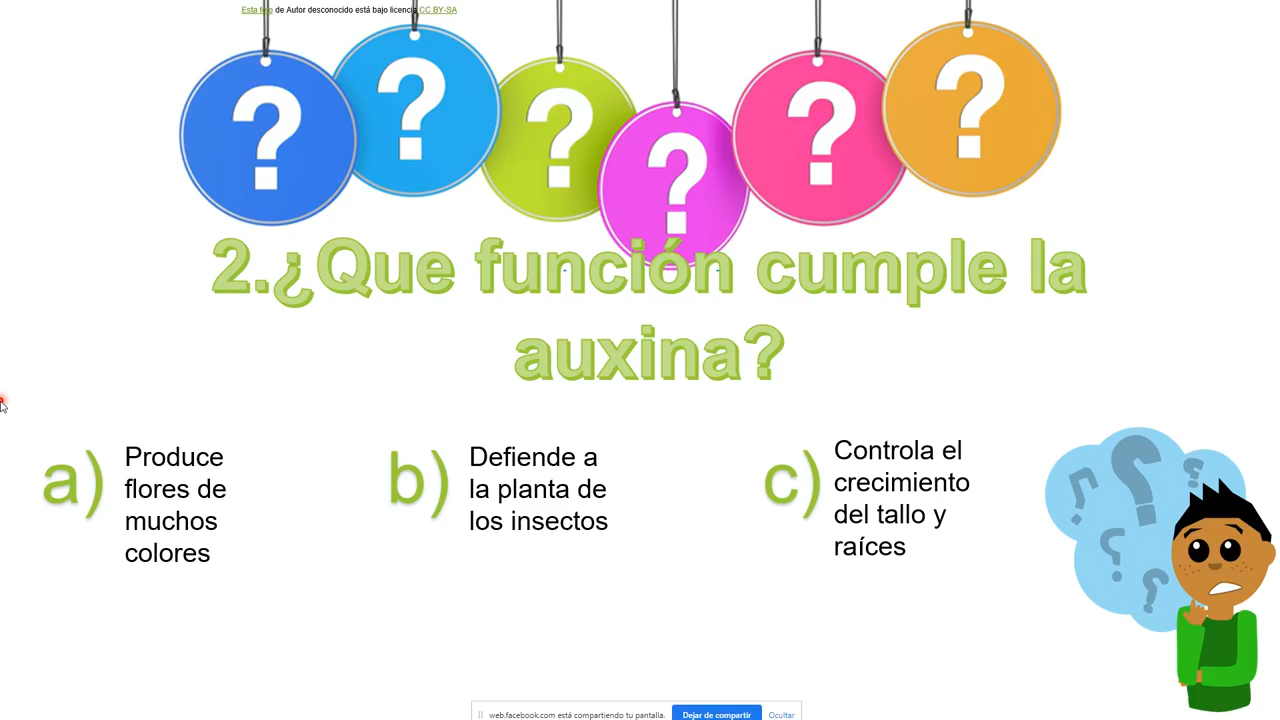 Esta foto de Autor desconocido está bajo licencia CC BY-SA
2.¿Que función cumple la
auxina?
a)
Produce
flores de
muchos
colores
b)
Defiende a
la planta de
los insectos
c)
Controla el
crecimiento
del tallo y
raíces
web.facebook.com está compartiendo tu pantalla. Dejar de compartir Ocultar